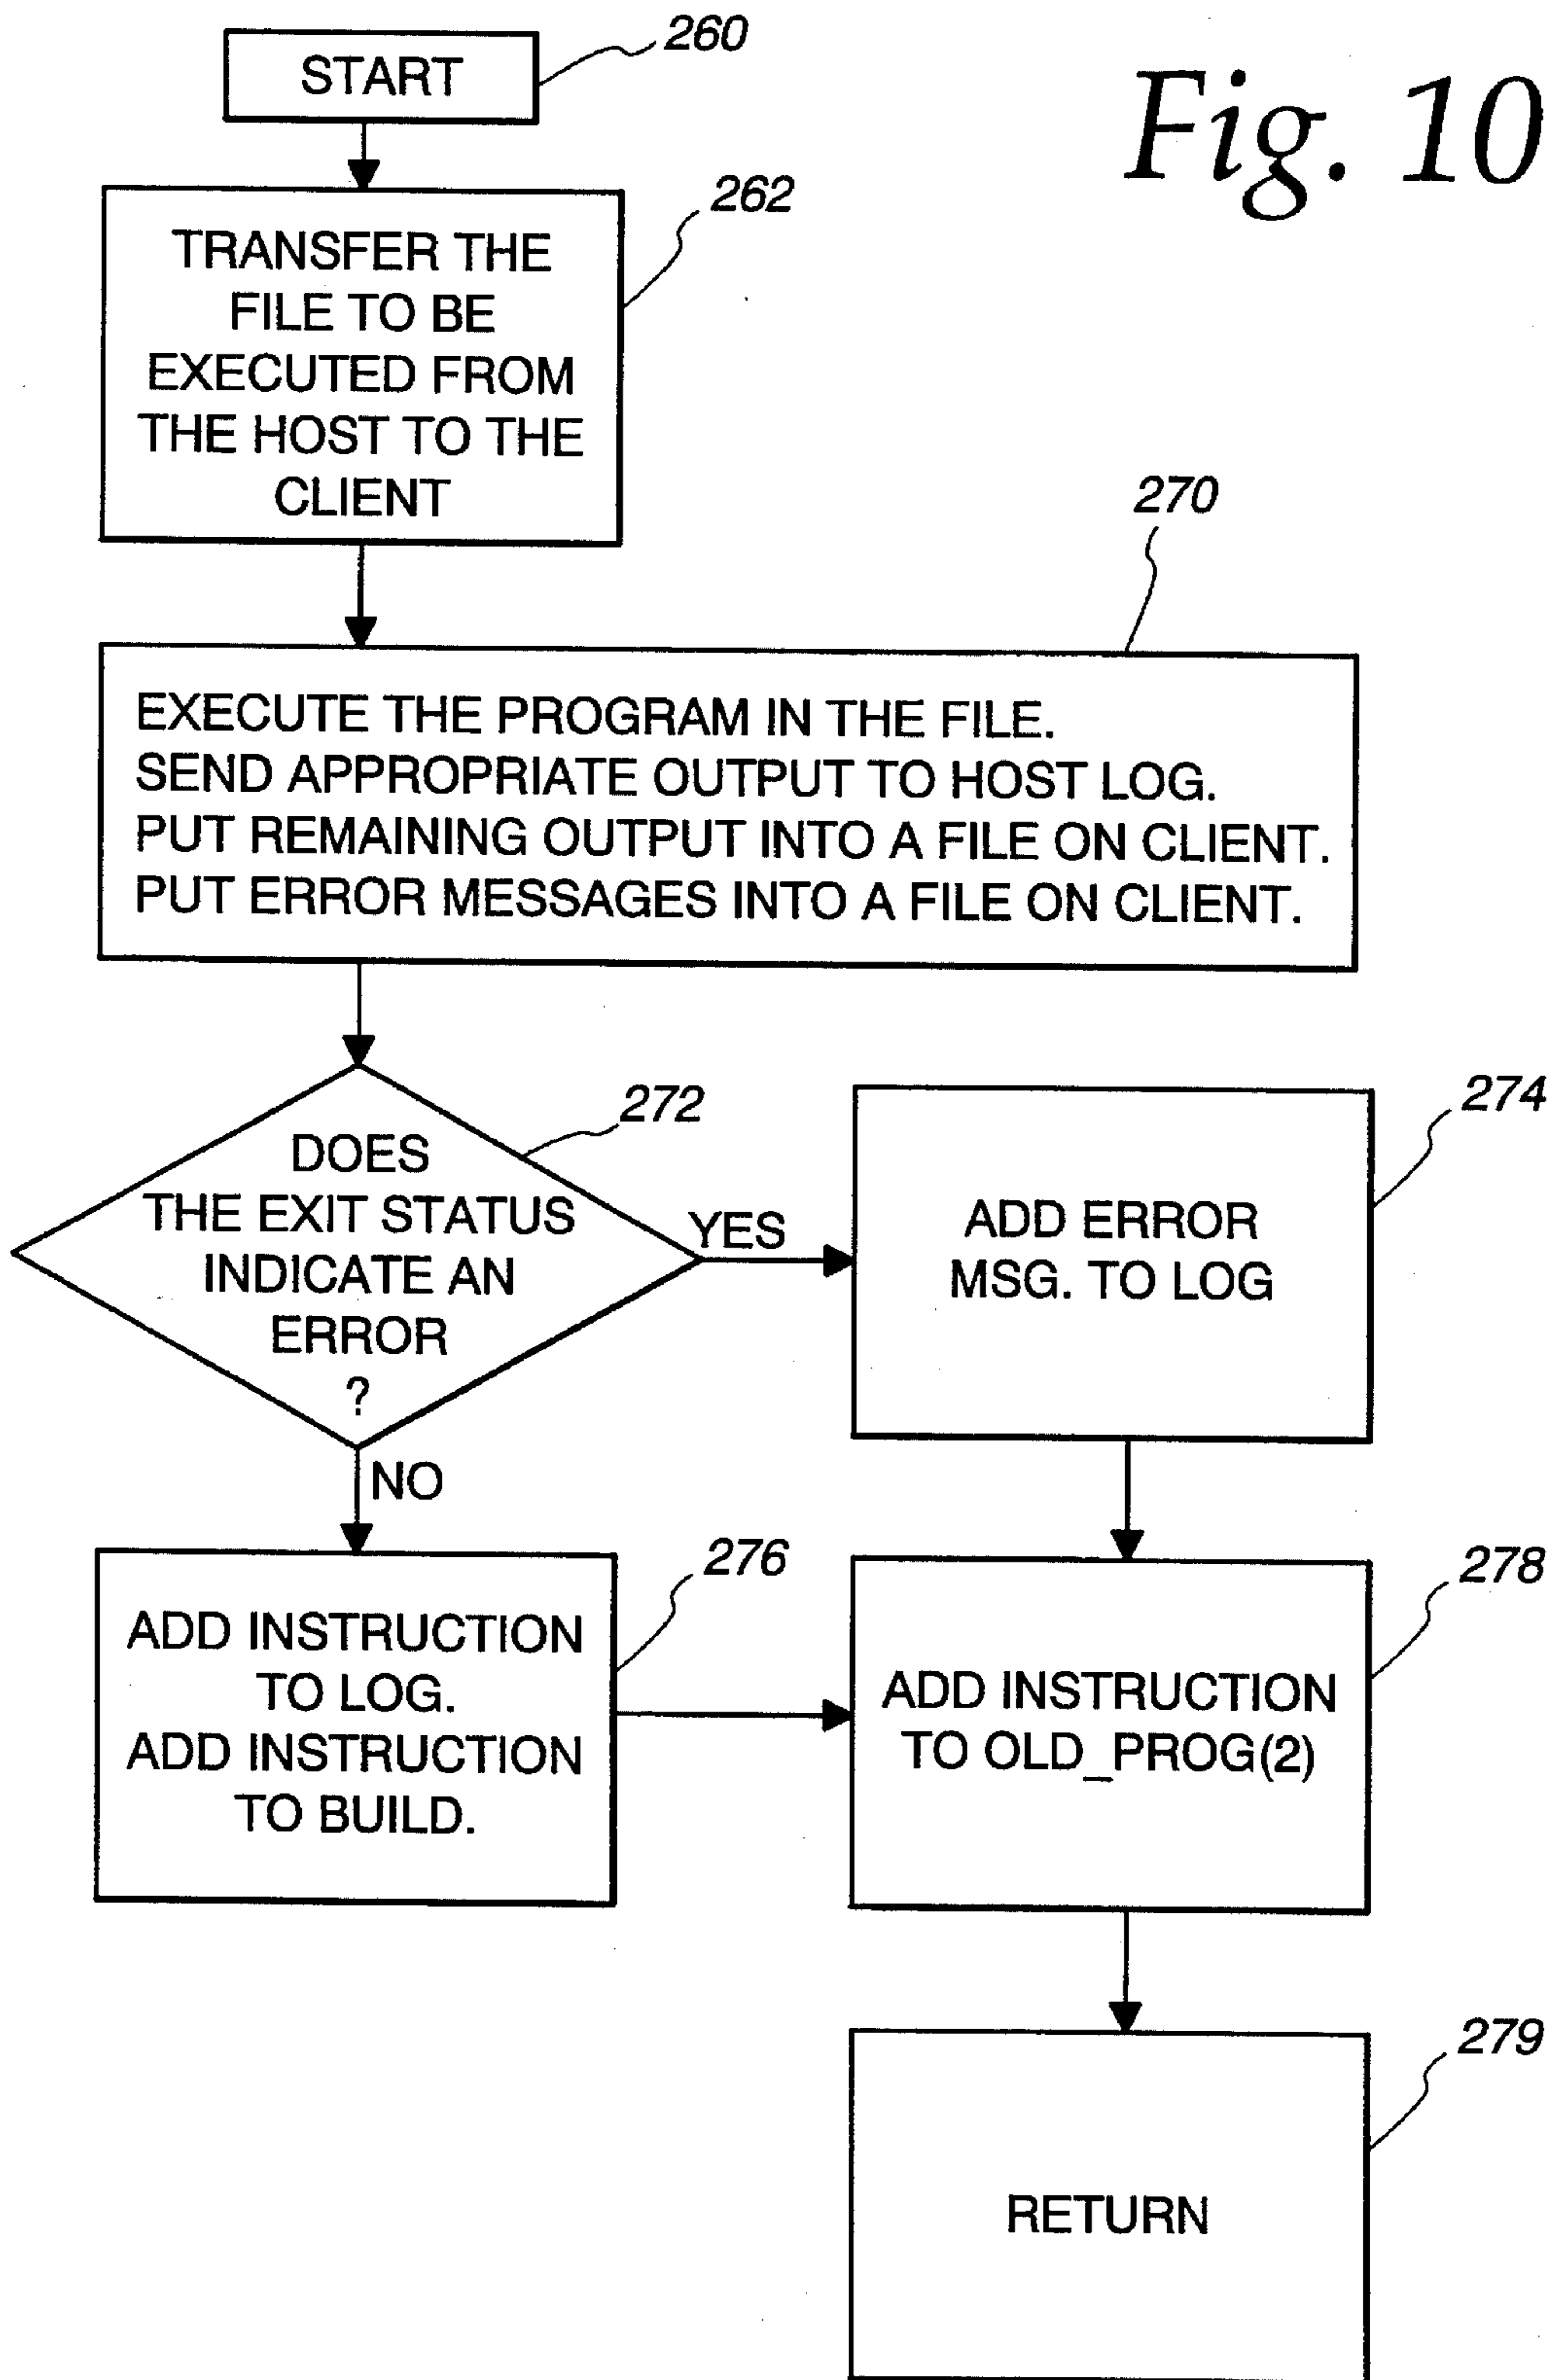 260
START
Fig. 10
262
TRANSFER THE
FILE TO BE
EXECUTED FROM
THE HOST TO THE
CLIENT
270
EXECUTE THE PROGRAM IN THE FILE.
SEND APPROPRIATE OUTPUT TO HOST LOG.
PUT REMAINING OUTPUT INTO A FILE ON CLIENT.
PUT ERROR MESSAGES INTO A FILE ON CLIENT.
272
DOES
THE EXIT STATUS
INDICATE AN
ERROR
?
YES
274
ADD ERROR
MSG. TO LOG
NO
276
ADD INSTRUCTION
TO LOG.
ADD INSTRUCTION
TO BUILD.
278
ADD INSTRUCTION
TO OLD_PROG(2)
279
RETURN